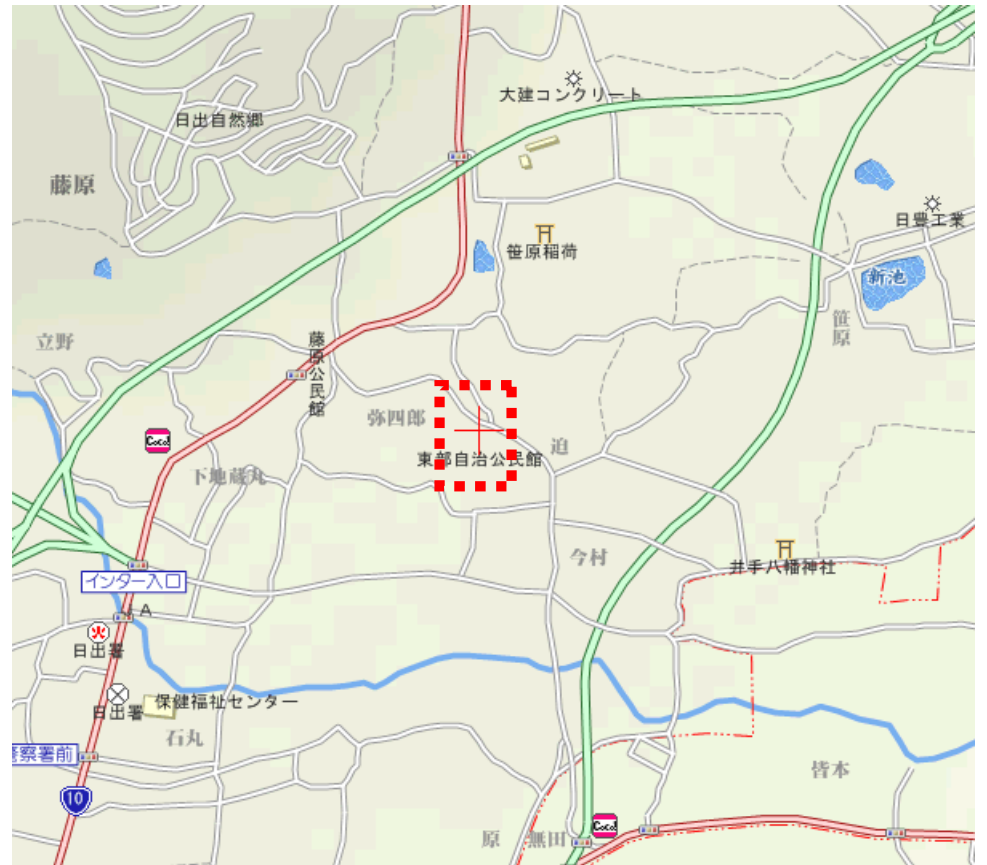 大建コンクリート
日出自然郷
藤原
日豊工業
笹原稲荷
新池
笹原
立野
藤原公民館
弥四郎
迫
CoCo!
東部自治公民館
下地蔵丸
今村
井手八幡神社
インター入口
A
火
日出署
日出署
保健福祉センター
石丸
警察署前
皆本
10
CoCo!
原
無田